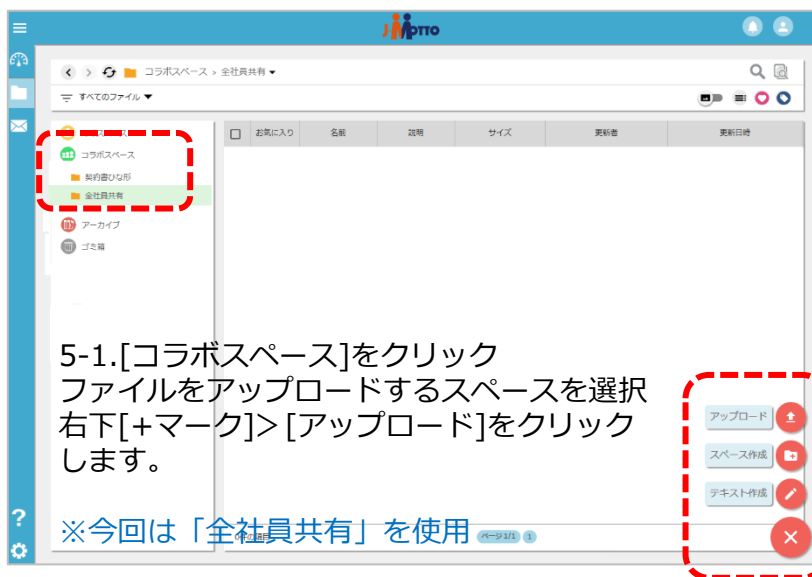 J-MOTTO
コラボスペース > 全社員共有 ▼
すべてのファイル ▼
お気に入り 名前 説明 サイズ 更新者 更新日時
コラボスペース
契約書ひな形
全社員共有
アーカイブ
ゴミ箱
5-1.[コラボスペース]をクリック
ファイルをアップロードするスペースを選択
右下[+マーク]>[アップロード]をクリック
します。
アップロード
スペース作成
テキスト作成
※今回は「全社員共有」を使用
ページ 1/1 1
?